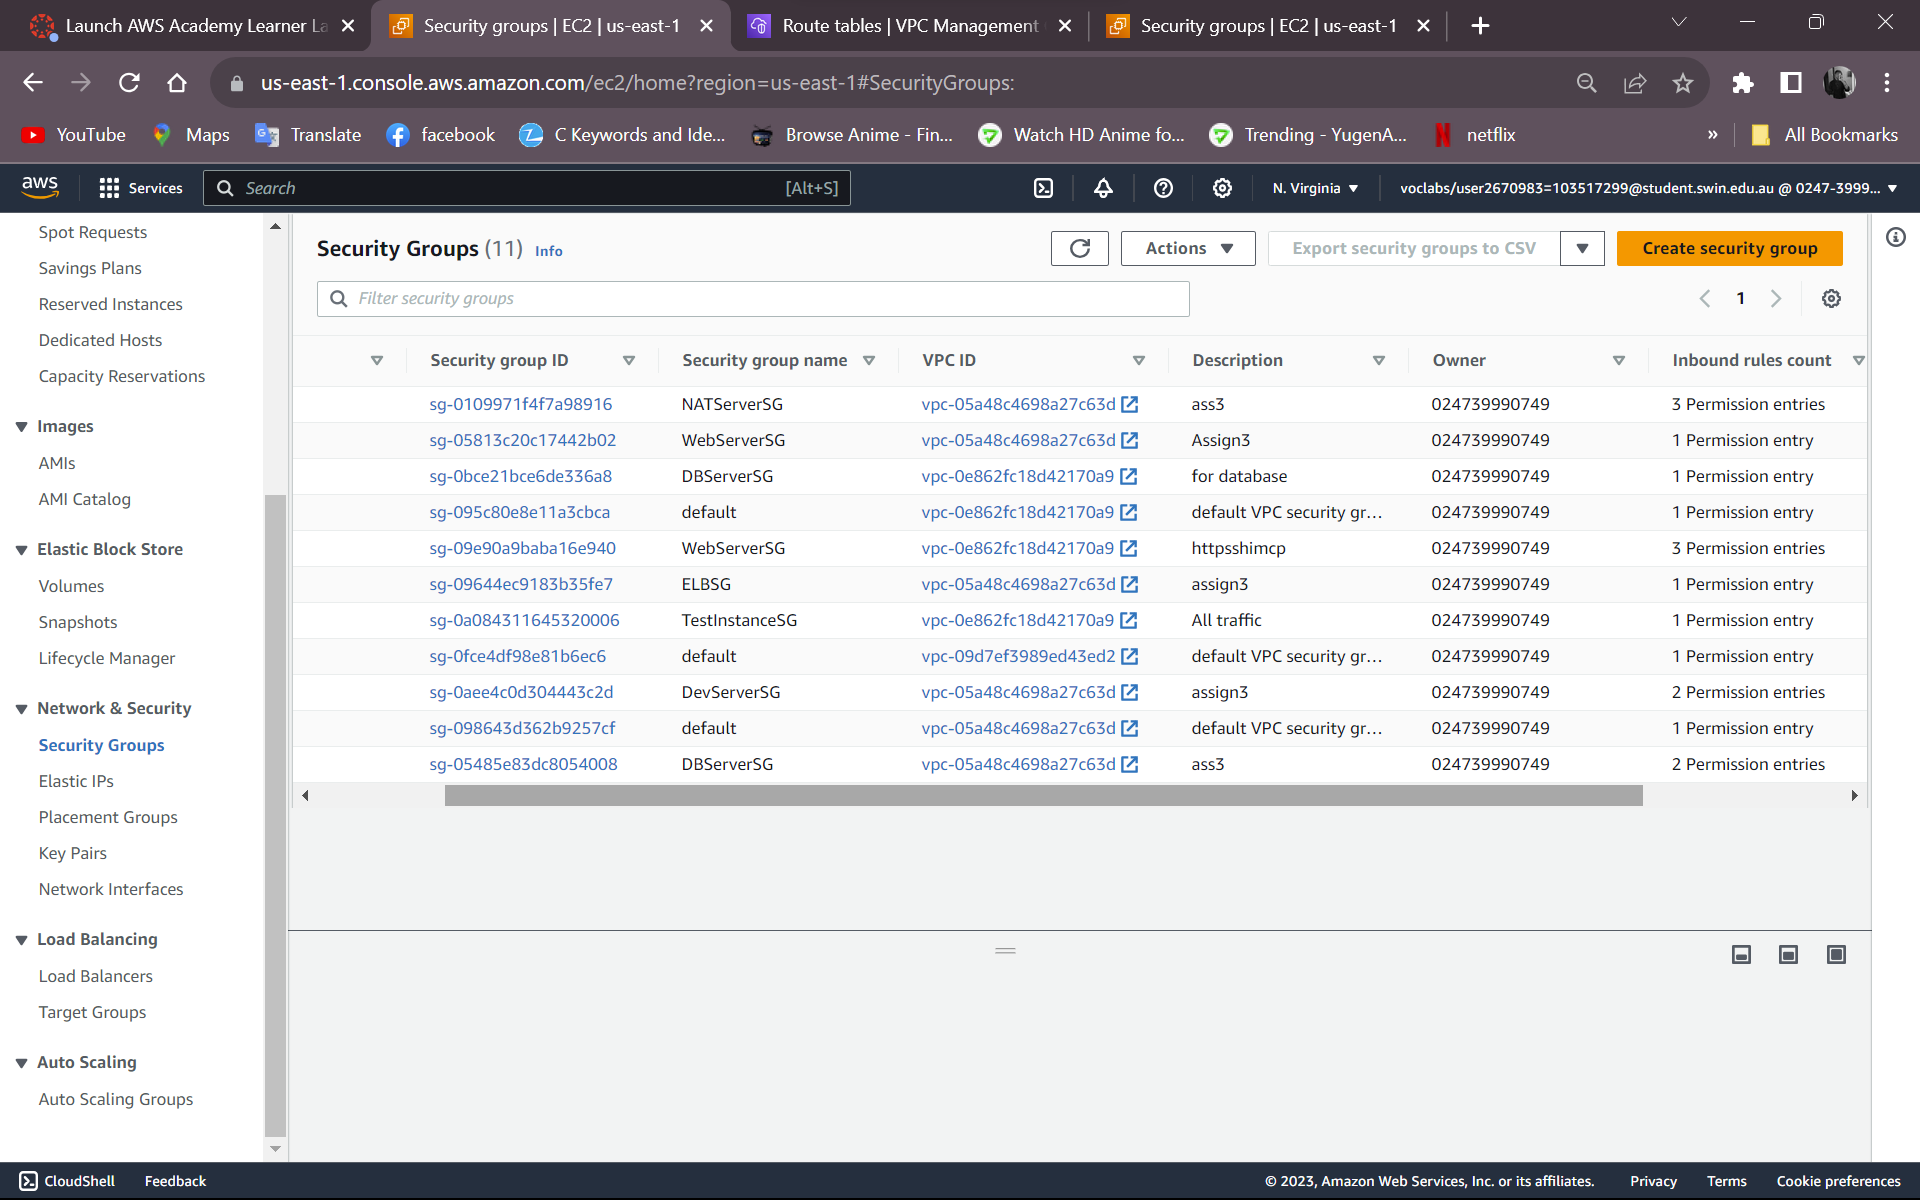 Launch AWS Academy Learner La
Security groups | EC2 | us-east-1
Route tables | VPC Management
Security groups | EC2 | us-east-1
us-east-1.console.aws.amazon.com/ec2/home?region=us-east-1#SecurityGroups:
YouTube
Maps
Translate
facebook
C Keywords and Ide...
Browse Anime - Fin...
Watch HD Anime fo...
Trending - YugenA...
netflix
»
All Bookmarks
aws
Services
Search
[Alt+S]
N. Virginia
voclabs/user2670983=103517299@student.swin.edu.au @ 0247-3999...
Spot Requests
Savings Plans
Reserved Instances
Dedicated Hosts
Capacity Reservations
Images
AMIs
AMI Catalog
Elastic Block Store
Volumes
Snapshots
Lifecycle Manager
Network & Security
Security Groups
Elastic IPs
Placement Groups
Key Pairs
Network Interfaces
Load Balancing
Load Balancers
Target Groups
Auto Scaling
Auto Scaling Groups
Security Groups (11) Info
Actions
Export security groups to CSV
Create security group
Filter security groups
1
Security group ID Security group name VPC ID Description Owner Inbound rules count
sg-0109971f4f7a98916 NATServerSG vpc-05a48c4698a27c63d ass3 024739990749 3 Permission entries
sg-05813c20c17442b02 WebServerSG vpc-05a48c4698a27c63d Assign3 024739990749 1 Permission entry
sg-0bce21bce6de336a8 DBServerSG vpc-0e862fc18d42170a9 for database 024739990749 1 Permission entry
sg-095c80e8e11a3cbca default vpc-0e862fc18d42170a9 default VPC security gr... 024739990749 1 Permission entry
sg-09e90a9baba16e940 WebServerSG vpc-0e862fc18d42170a9 httpsshimcp 024739990749 3 Permission entries
sg-09644ec9183b35fe7 ELBSG vpc-05a48c4698a27c63d assign3 024739990749 1 Permission entry
sg-0a084311645320006 TestInstanceSG vpc-0e862fc18d42170a9 All traffic 024739990749 1 Permission entry
sg-0fce4df98e81b6ec6 default vpc-09d7ef3989ed43ed2 default VPC security gr... 024739990749 1 Permission entry
sg-0aee4c0d304443c2d DevServerSG vpc-05a48c4698a27c63d assign3 024739990749 2 Permission entries
sg-098643d362b9257cf default vpc-05a48c4698a27c63d default VPC security gr... 024739990749 1 Permission entry
sg-05485e83dc8054008 DBServerSG vpc-05a48c4698a27c63d ass3 024739990749 2 Permission entries
CloudShell
Feedback
© 2023, Amazon Web Services, Inc. or its affiliates.
Privacy
Terms
Cookie preferences